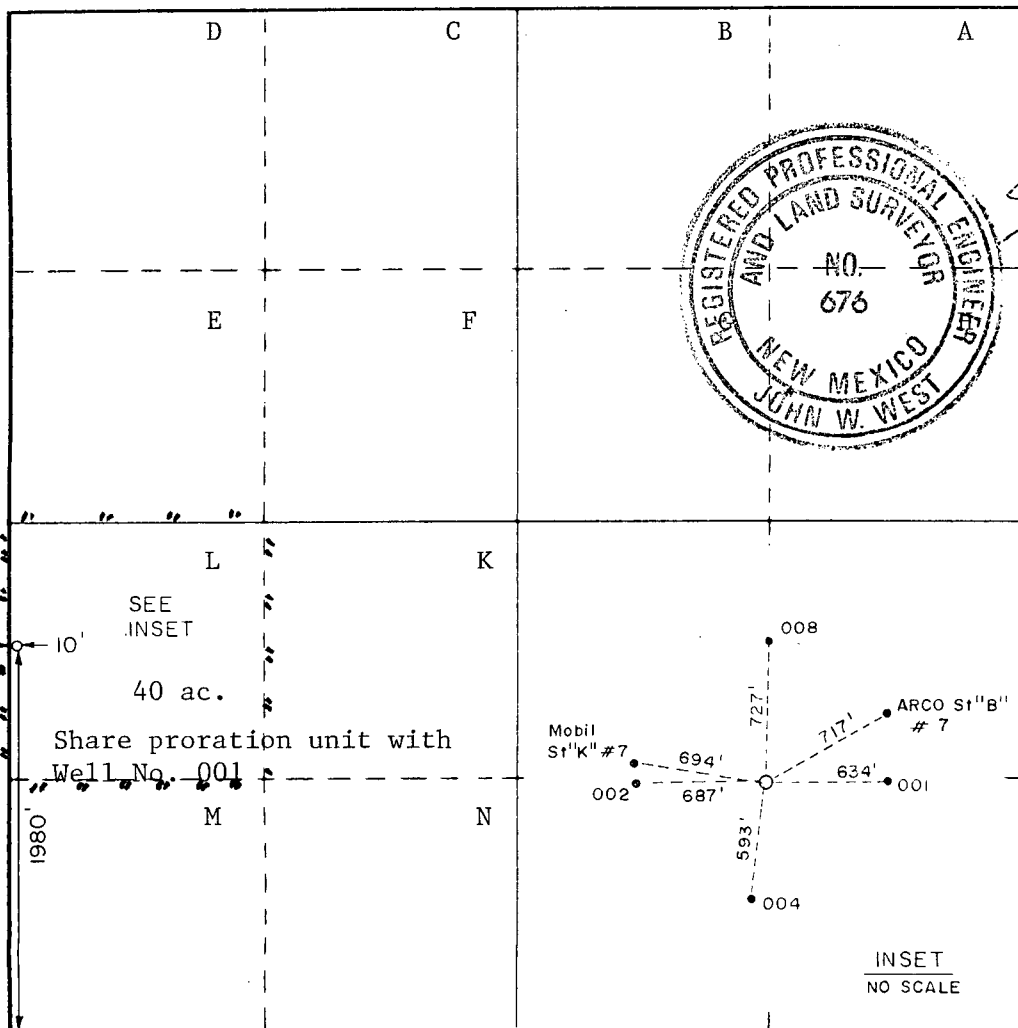 D C B A
REGISTERED PROFESSIONAL ENGINEER
AND LAND SURVEYOR
NO.
676
NEW MEXICO
JOHN W. WEST
E F G H
L K
SEE
INSET
10'
40 ac.
Share proration unit with
Well No. 001
1980'
M N
008
727'
ARCO St"B"
# 7
717'
Mobil
St"K" #7
694'
634'
001
002
687'
593'
004
INSET
NO SCALE